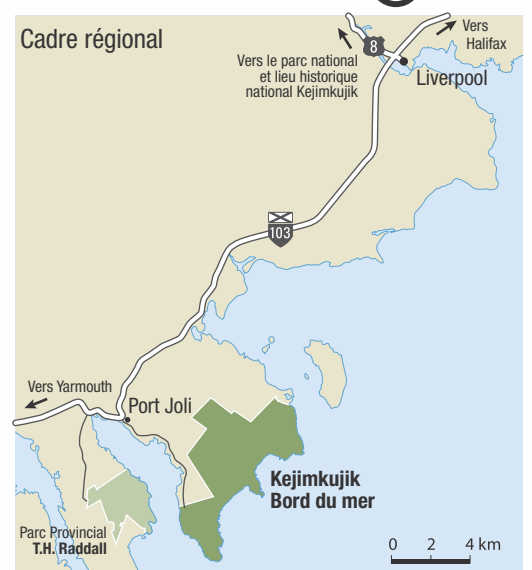 Cadre régional
Vers
Halifax
8
Vers le parc national
et lieu historique
national Kejimkujik
Liverpool
103
Vers Yarmouth
Port Joli
Kejimkujik
Bord du mer
Parc Provincial
T.H. Raddall
0 2 4 km